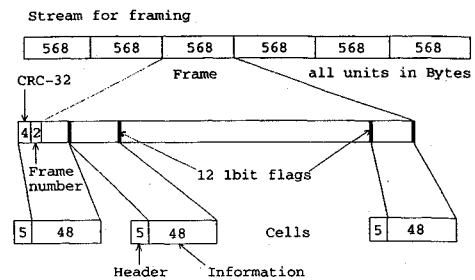 Stream for framing
568 568 568 568 568 568
CRC-32
Frame
all units in Bytes
4 2
Frame
number
12 1bit flags
5 48
5 48
Cells
5 48
Header
Information